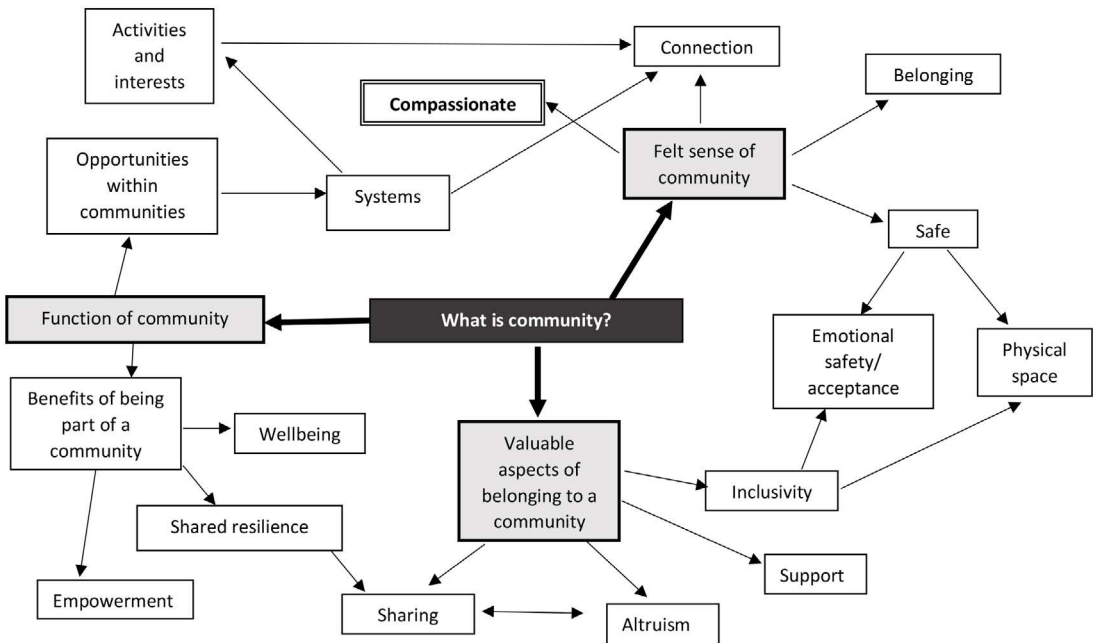 Activities
and
interests
Connection
Belonging
Compassionate
Felt sense of
community
Opportunities
within
communities
Systems
Safe
Function of community
What is community?
Emotional
safety/
acceptance
Physical
space
Benefits of being
part of a
community
Wellbeing
Valuable
aspects of
belonging to a
community
Inclusivity
Shared resilience
Support
Empowerment
Sharing
Altruism